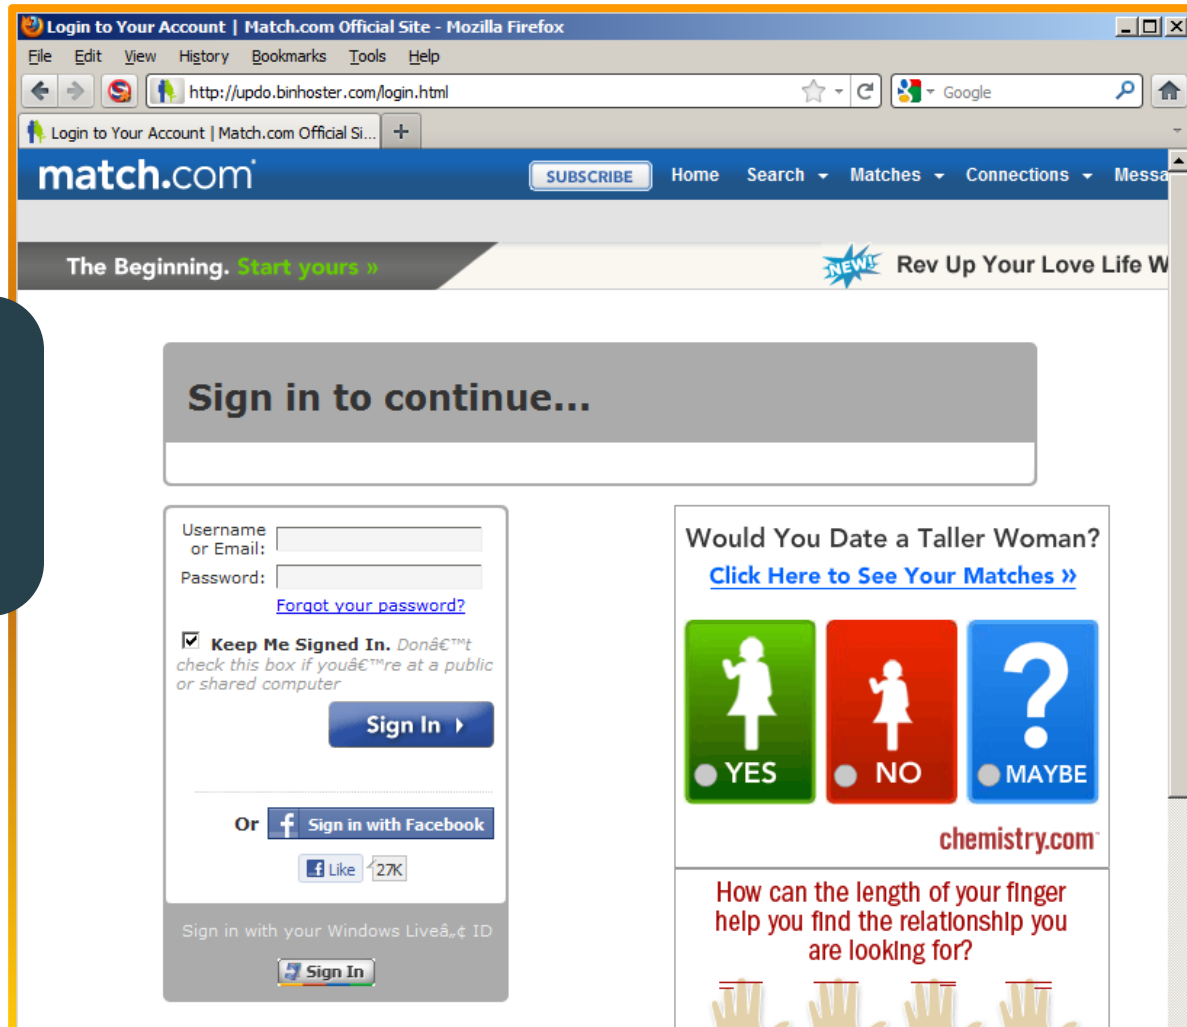 Login to Your Account | Match.com Official Site - Mozilla Firefox
File Edit View History Bookmarks Tools Help
http://updo.binhoster.com/login.html
Google
Login to Your Account | Match.com Official Si...
match.com
SUBSCRIBE Home Search Matches Connections Messa
The Beginning. Start yours »
NEW! Rev Up Your Love Life W
Sign in to continue...
Username
or Email:
Password:
Forgot your password?
Keep Me Signed In. Donâ€™t
check this box if youâ€™re at a public
or shared computer
Sign In
Or f Sign in with Facebook
f Like 27K
Sign in with your Windows Liveâ„¢ ID
Sign In
Would You Date a Taller Woman?
Click Here to See Your Matches »
YES NO ? MAYBE
chemistry.com
How can the length of your finger
help you find the relationship you
are looking for?